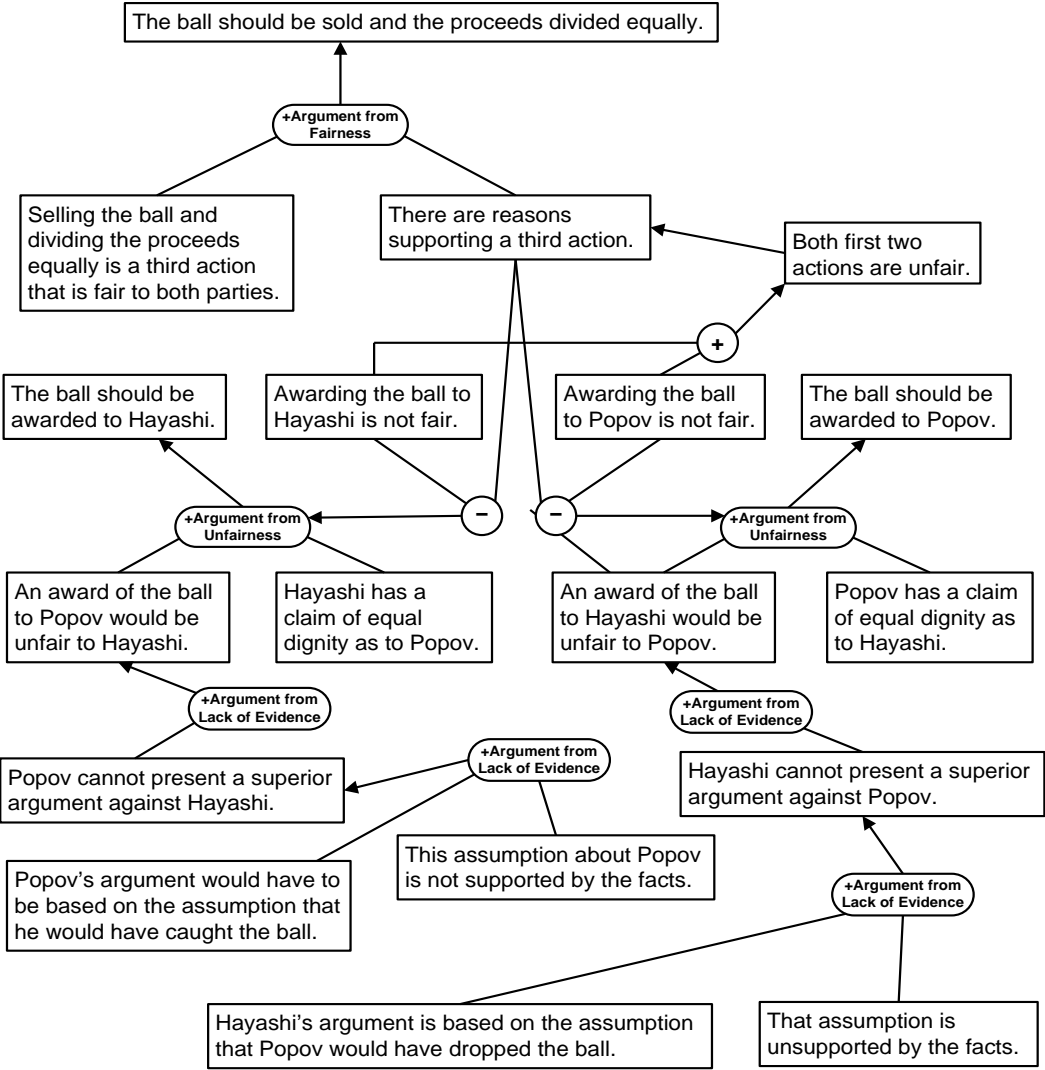 The ball should be sold and the proceeds divided equally.
+Argument from
Fairness
Selling the ball and
dividing the proceeds
equally is a third action
that is fair to both parties.
There are reasons
supporting a third action.
Both first two
actions are unfair.
+
The ball should be
awarded to Hayashi.
Awarding the ball to
Hayashi is not fair.
Awarding the ball
to Popov is not fair.
The ball should be
awarded to Popov.
+Argument from
Unfairness
−
−
+Argument from
Unfairness
An award of the ball
to Popov would be
unfair to Hayashi.
Hayashi has a
claim of equal
dignity as to Popov.
An award of the ball
to Hayashi would be
unfair to Popov.
Popov has a claim
of equal dignity as
to Hayashi.
+Argument from
Lack of Evidence
+Argument from
Lack of Evidence
Popov cannot present a superior
argument against Hayashi.
+Argument from
Lack of Evidence
Hayashi cannot present a superior
argument against Popov.
Popov’s argument would have to
be based on the assumption that
he would have caught the ball.
This assumption about Popov
is not supported by the facts.
+Argument from
Lack of Evidence
Hayashi’s argument is based on the assumption
that Popov would have dropped the ball.
That assumption is
unsupported by the facts.